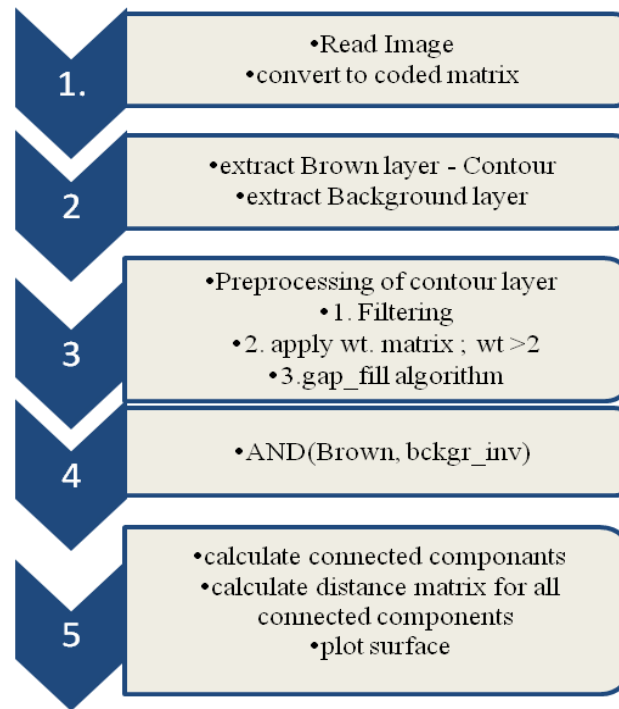 1.
•Read Image
•convert to coded matrix
2
•extract Brown layer - Contour
•extract Background layer
3
•Preprocessing of contour layer
•1. Filtering
•2. apply wt. matrix ; wt >2
•3.gap_fill algorithm
4
•AND(Brown, bckgr_inv)
5
•calculate connected componants
•calculate distance matrix for all
connected components
•plot surface